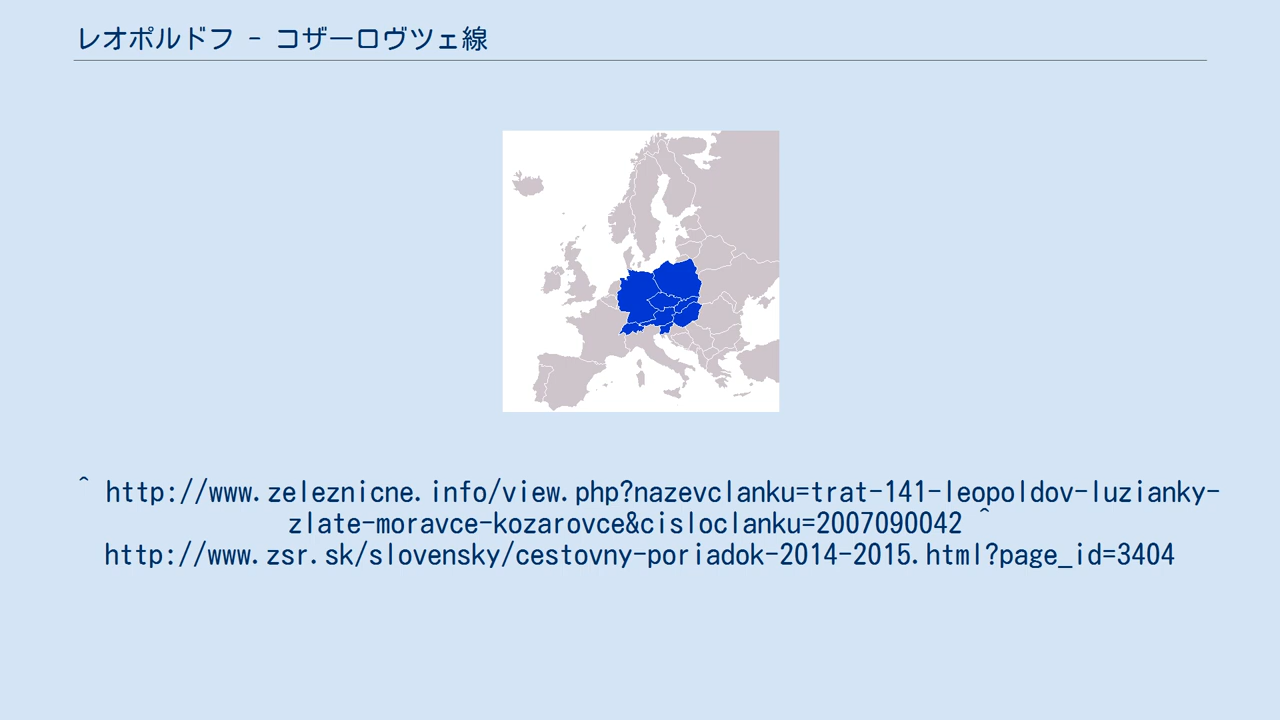 レオポルドフ - コザーロヴツェ線
^ http://www.zeleznicne.info/view.php?nazevclanku=trat-141-leopoldov-luzianky-
zlate-moravce-kozarovce&cisloclanku=2007090042 ^
http://www.zsr.sk/slovensky/cestovny-poriadok-2014-2015.html?page_id=3404